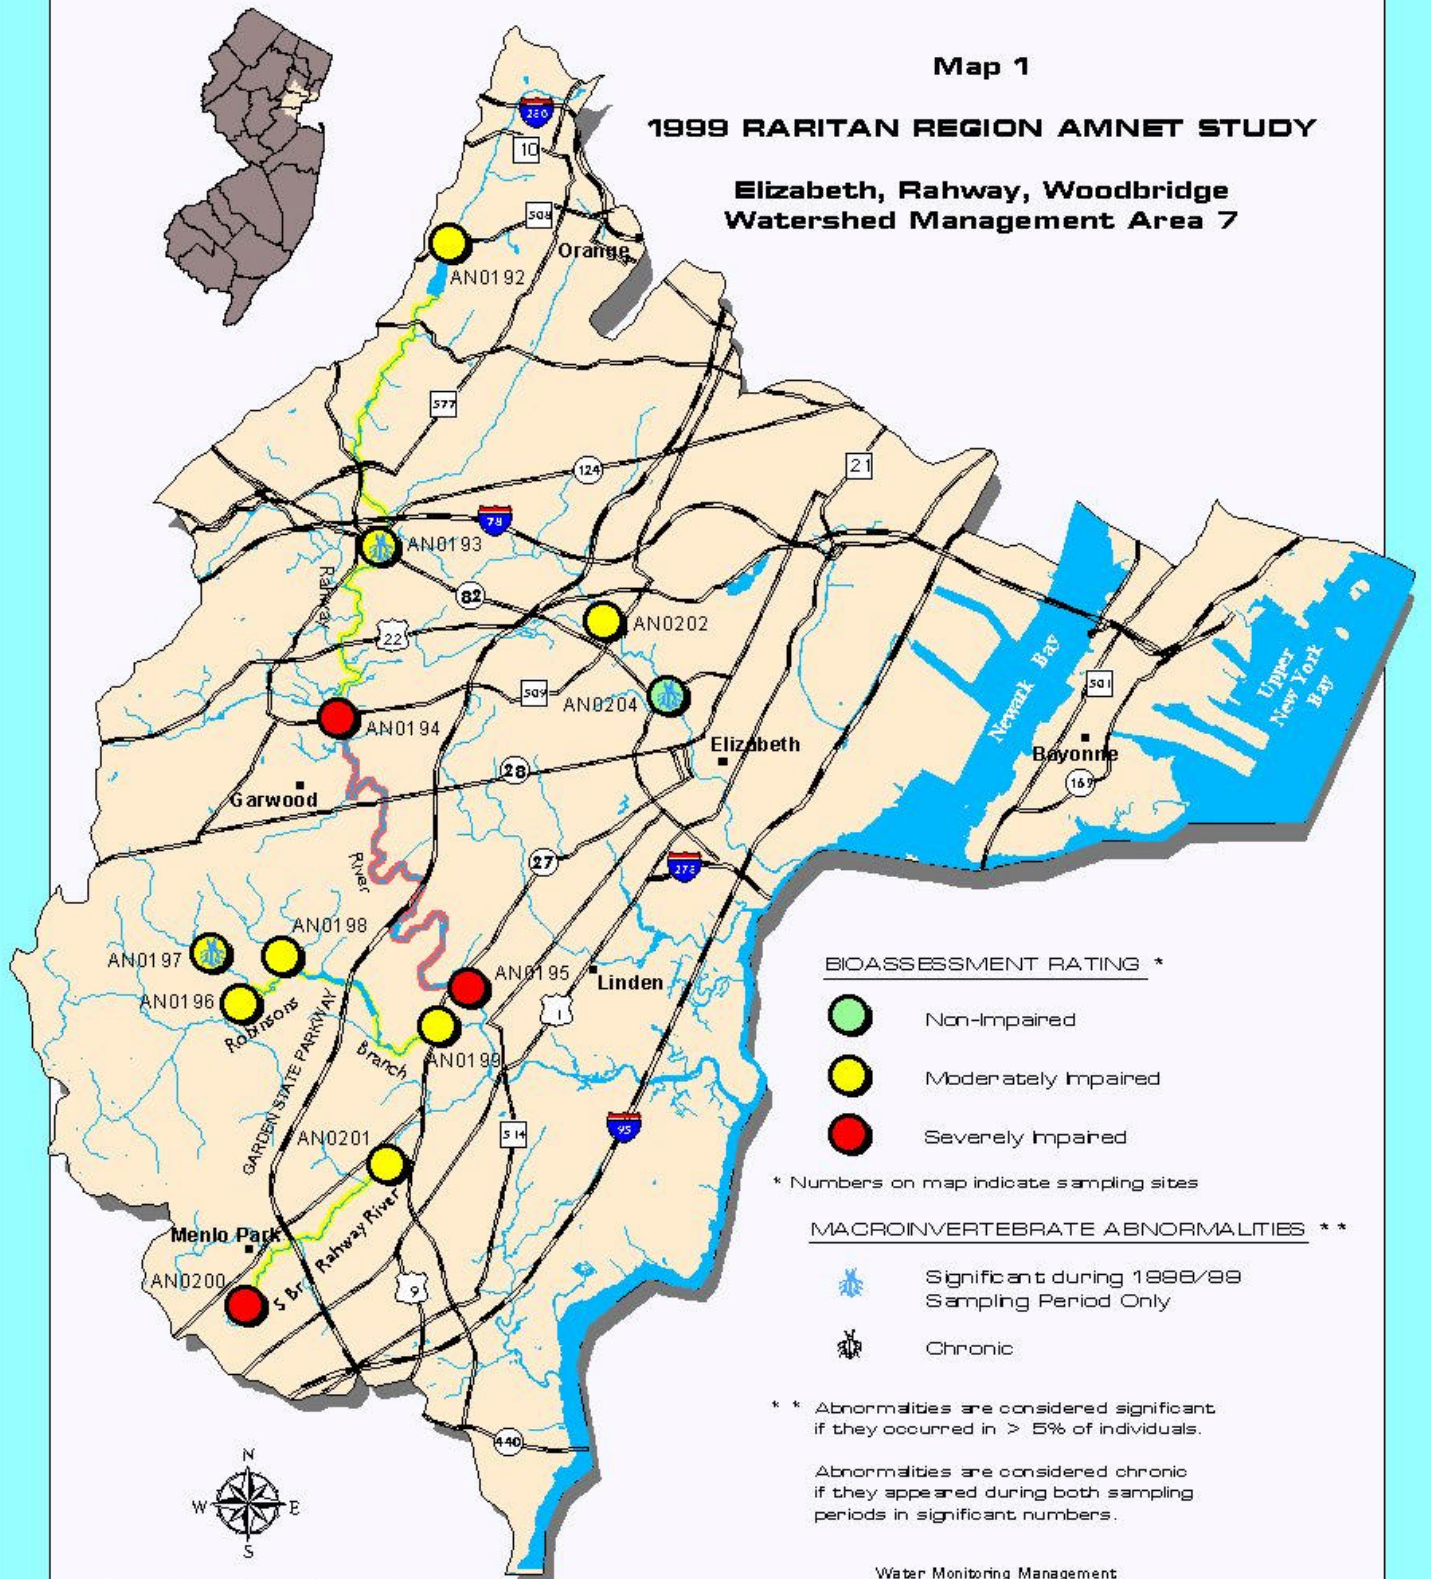 Map 1
1999 RARITAN REGION AMNET STUDY
Elizabeth, Rahway, Woodbridge
Watershed Management Area 7
280
10
508
Orange
AN0192
577
124
21
78
AN0193
Rahway
82
22
AN0202
509
AN0204
AN0194
Newark Bay
501
Upper
New York
Bay
Elizabeth
Bayonne
169
28
Garwood
River
27
278
AN0198
AN0197
AN0195
Linden
AN0196
Robinsons
Branch
1
AN0199
GARDEN STATE PARKWAY
514
95
AN0201
Menlo Park
S Br Rahway River
AN0200
9
440
BIOASSESSMENT RATING *
Non-Impaired
Moderately Impaired
Severely Impaired
* Numbers on map indicate sampling sites
MACROINVERTEBRATE ABNORMALITIES * *
Significant during 1998/99
Sampling Period Only
Chronic
* * Abnormalities are considered significant
if they occurred in > 5% of individuals.
Abnormalities are considered chronic
if they appeared during both sampling
periods in significant numbers.
N
W E
S
Water Monitoring Management